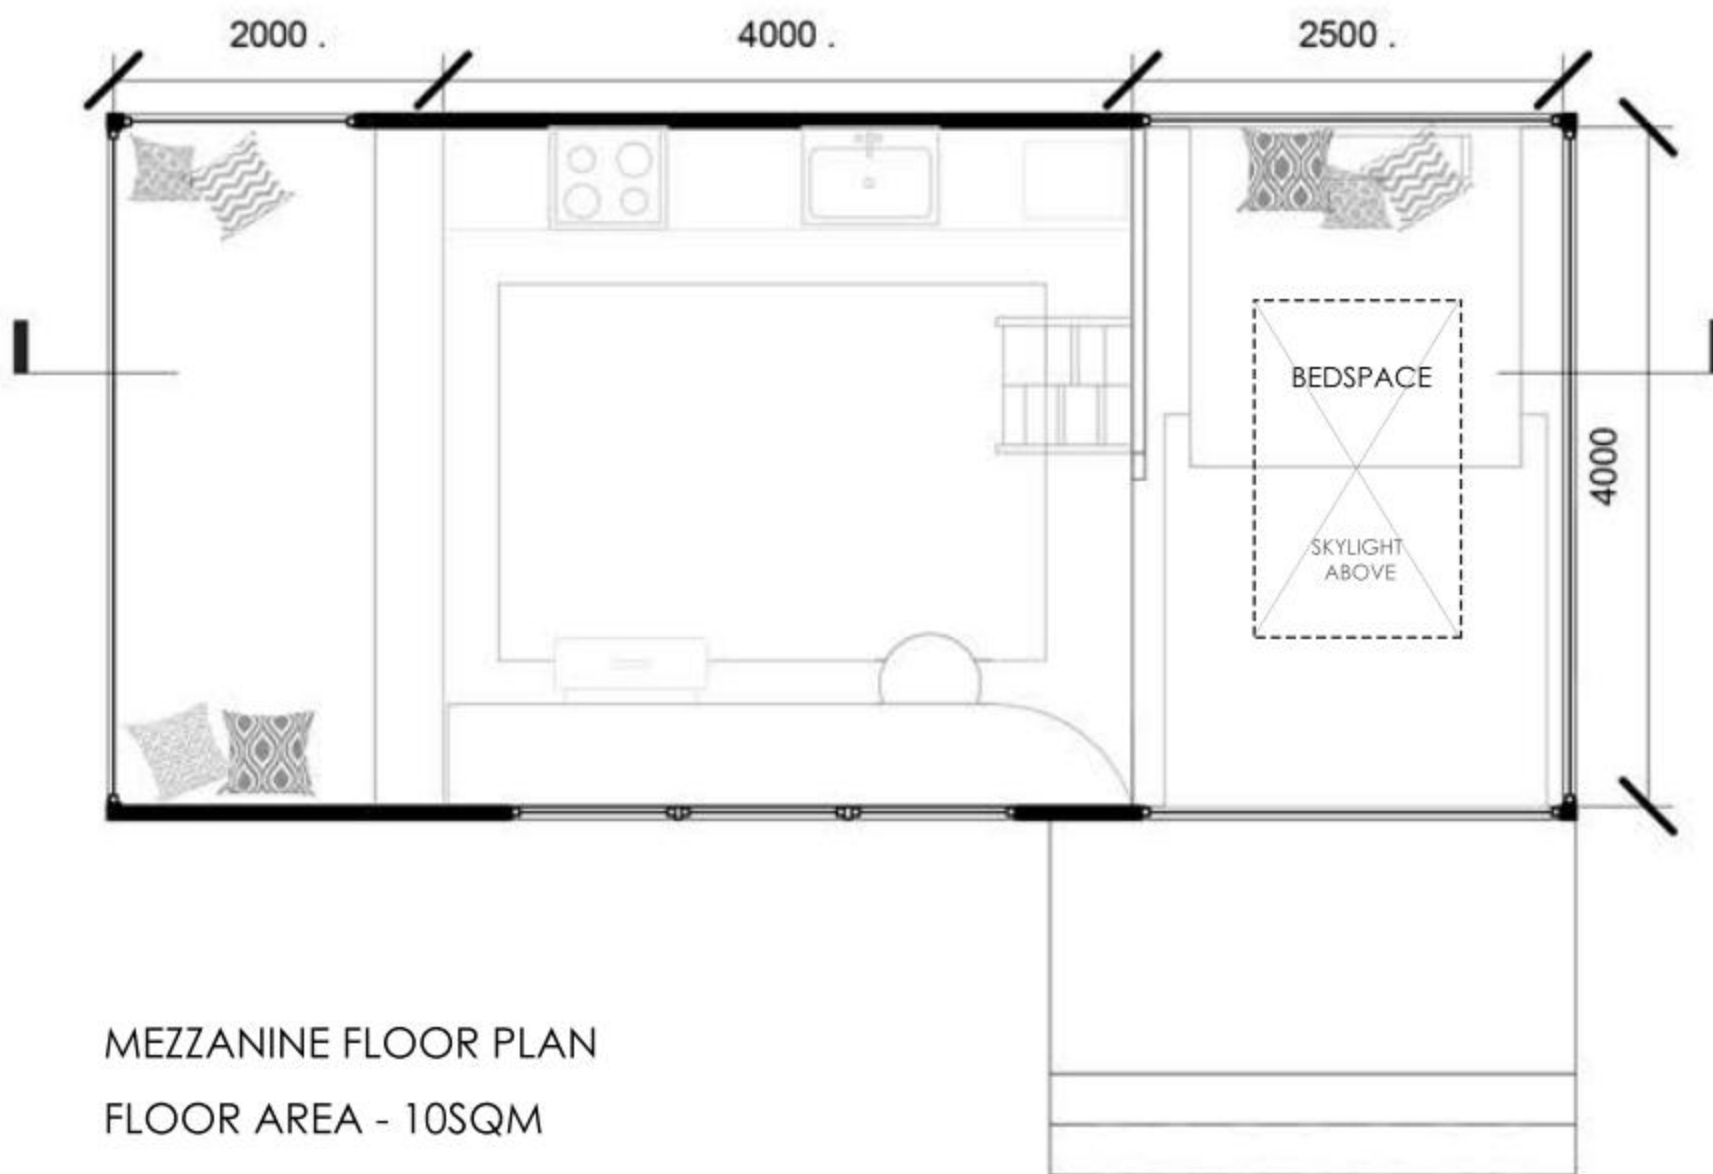 2000 .
4000 .
2500 .
BEDSPACE
4000
SKYLIGHT
ABOVE
MEZZANINE FLOOR PLAN
FLOOR AREA - 10SQM